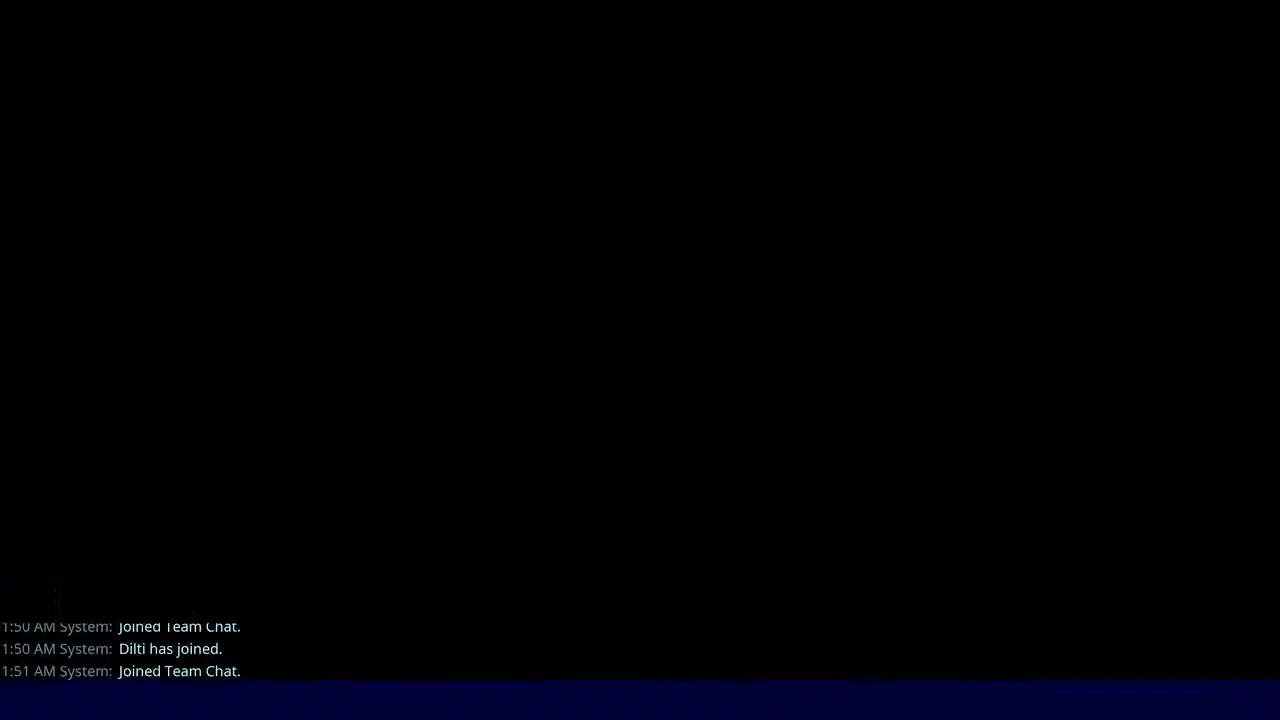 1:50 AM System: Joined Team Chat.
1:50 AM System: Dilti has joined.
1:51 AM System: Joined Team Chat.